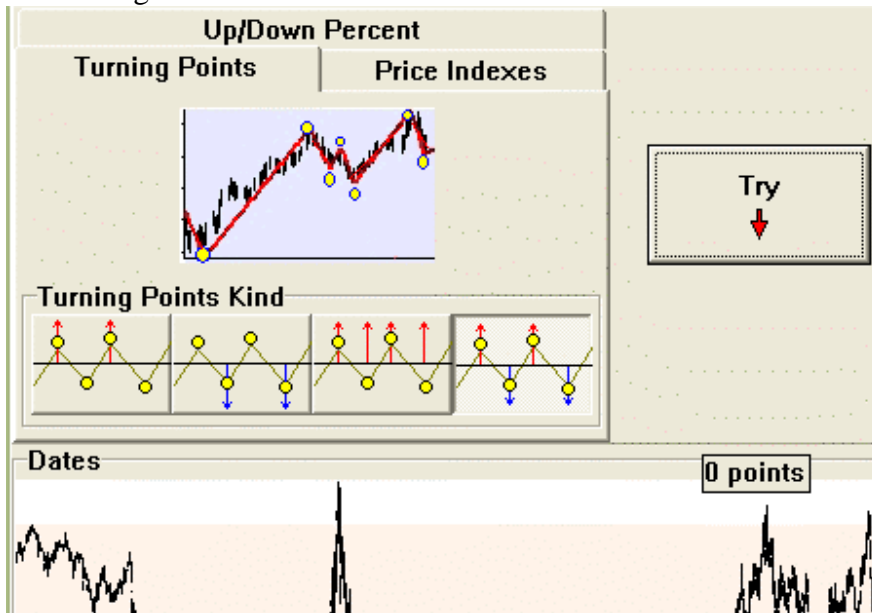 Up/Down Percent
Turning Points
Price Indexes
Try
Turning Points Kind
Dates
0 points